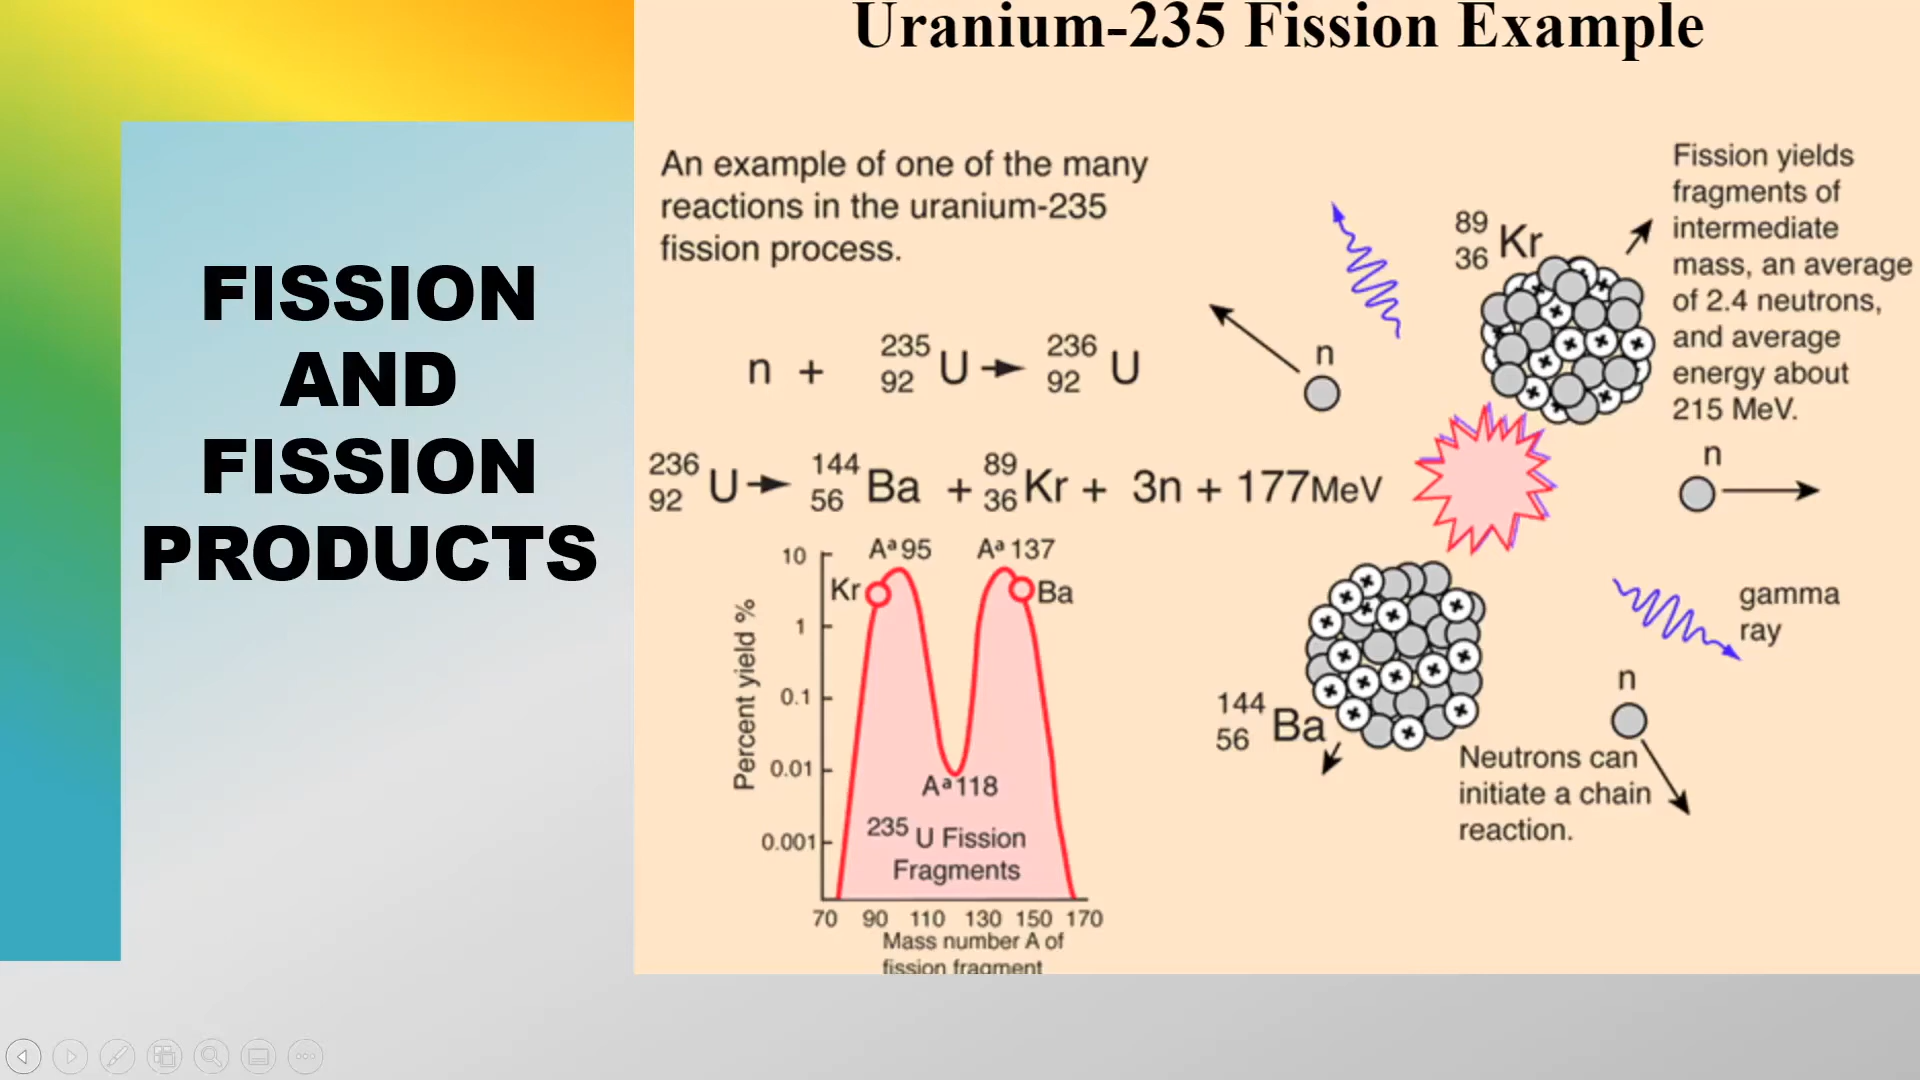 Uranium-235 Fission Example
FISSION
AND
FISSION
PRODUCTS
An example of one of the many
reactions in the uranium-235
fission process.
n + 235 92 U → 236 92 U
236 92 U → 144 56 Ba + 89 36 Kr + 3n + 177MeV
89 36 Kr
Fission yields
fragments of
intermediate
mass, an average
of 2.4 neutrons,
and average
energy about
215 MeV.
n
n
gamma
ray
n
144 56 Ba
Neutrons can
initiate a chain
reaction.
Percent yield %
10
1
0.1
0.01
0.001
Aª95
Aª137
Kr
Ba
Aª118
235 U Fission
Fragments
70 90 110 130 150 170
Mass number A of
fission fragment